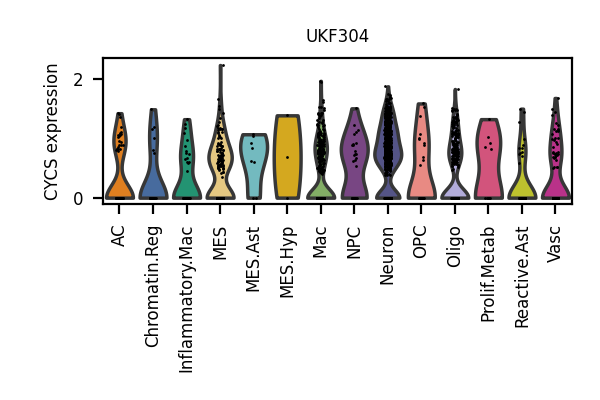 UKF304
CYCS expression
2
0
AC
Chromatin.Reg
Inflammatory.Mac
MES
MES.Ast
MES.Hyp
Mac
NPC
Neuron
OPC
Oligo
Prolif.Metab
Reactive.Ast
Vasc